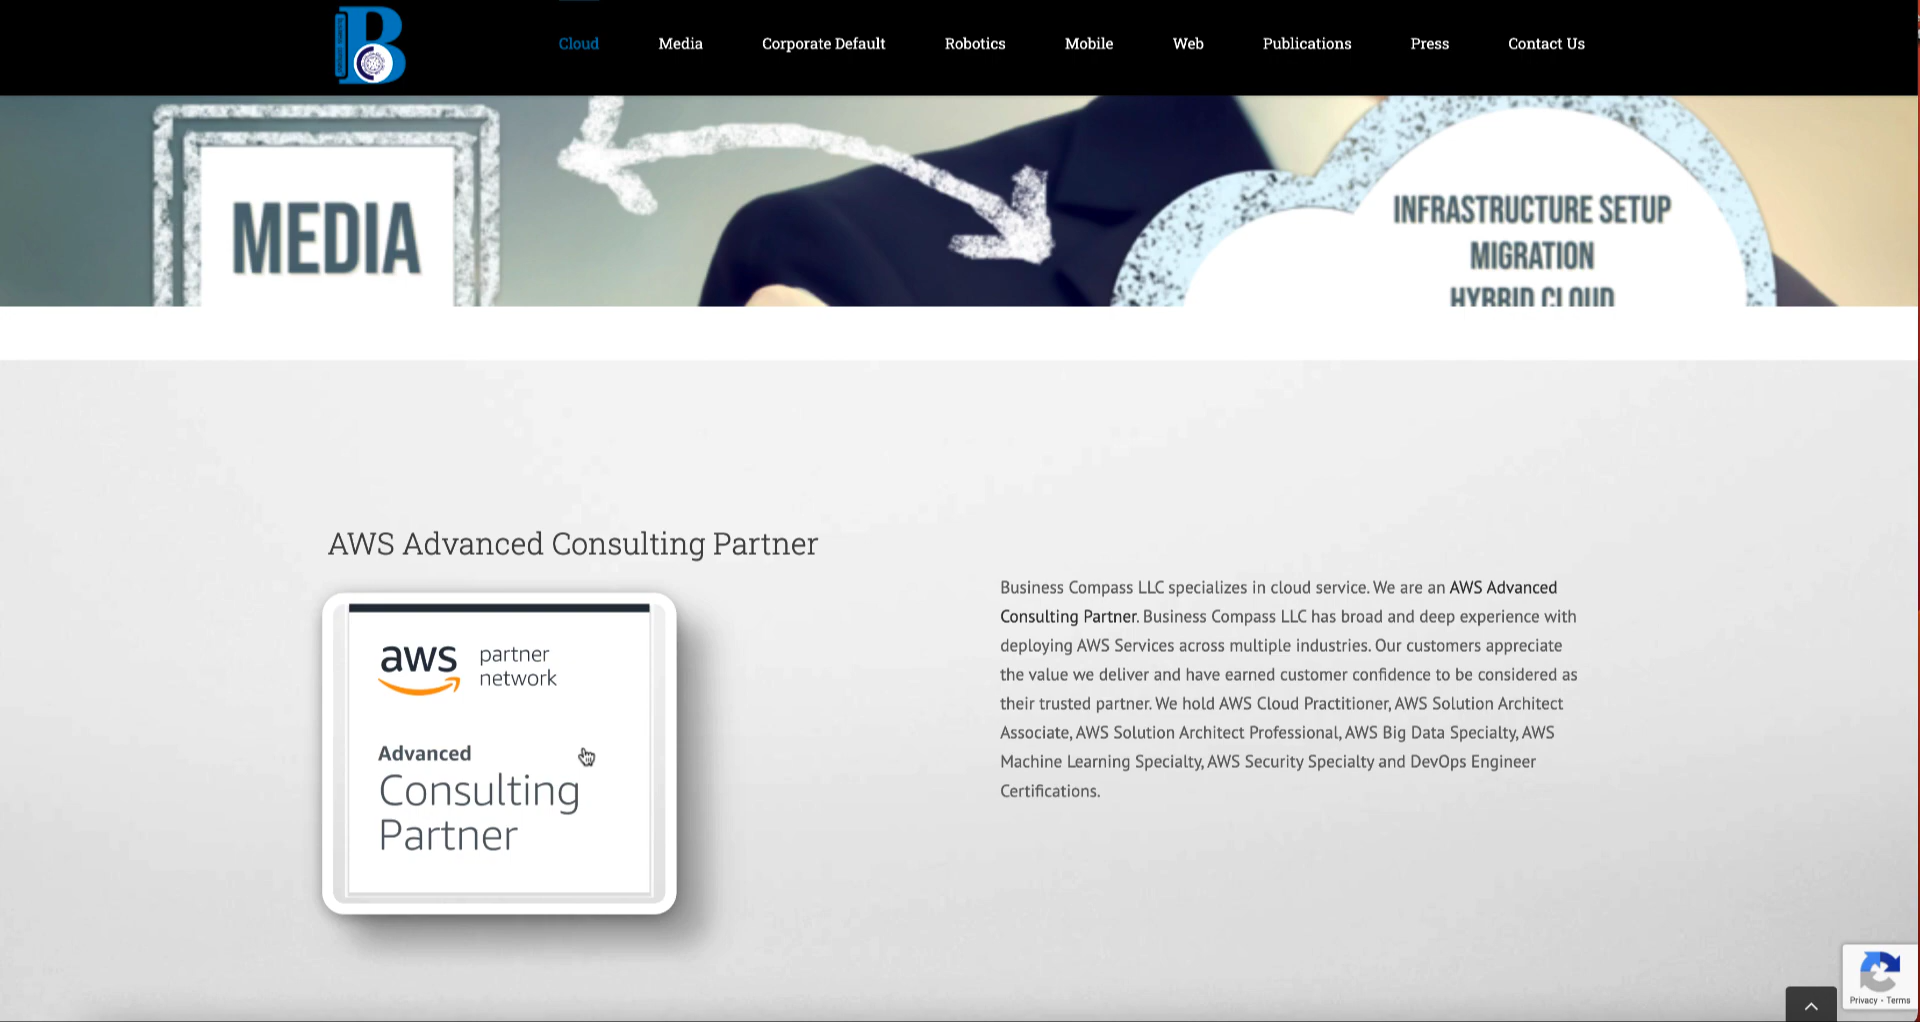 B
Cloud
Media
Corporate Default
Robotics
Mobile
Web
Publications
Press
Contact Us
MEDIA
INFRASTRUCTURE SETUP
MIGRATION
HYBRID CLOUD
AWS Advanced Consulting Partner
aws partner
network
Advanced
Consulting
Partner
Business Compass LLC specializes in cloud service. We are an AWS Advanced
Consulting Partner. Business Compass LLC has broad and deep experience with
deploying AWS Services across multiple industries. Our customers appreciate
the value we deliver and have earned customer confidence to be considered as
their trusted partner. We hold AWS Cloud Practitioner, AWS Solution Architect
Associate, AWS Solution Architect Professional, AWS Big Data Specialty, AWS
Machine Learning Specialty, AWS Security Specialty and DevOps Engineer
Certifications.
Privacy - Terms